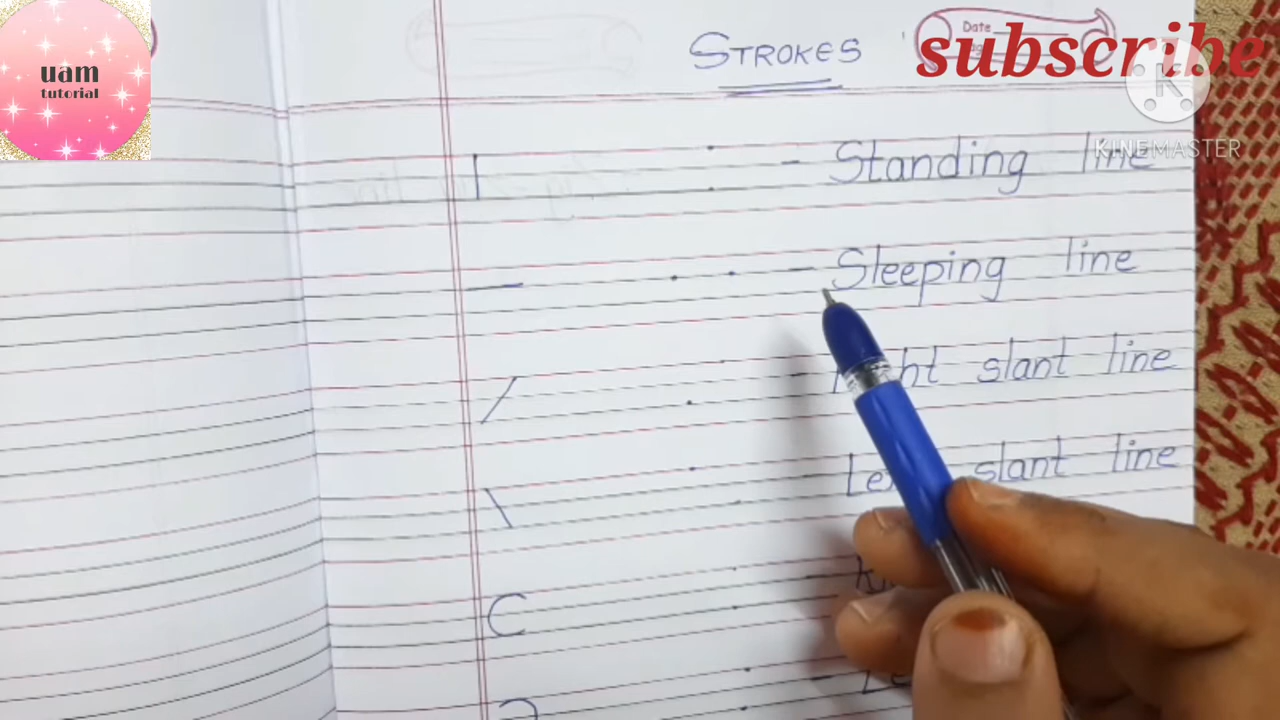 uam
tutorial
STROKES
Date
subscribe
K
KINEMASTER
- Standing line
- Sleeping line
slant line
slant line